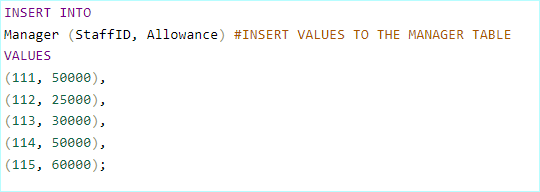 INSERT INTO
Manager (StaffID, Allowance) #INSERT VALUES TO THE MANAGER TABLE
VALUES
(111, 50000),
(112, 25000),
(113, 30000),
(114, 50000),
(115, 60000);